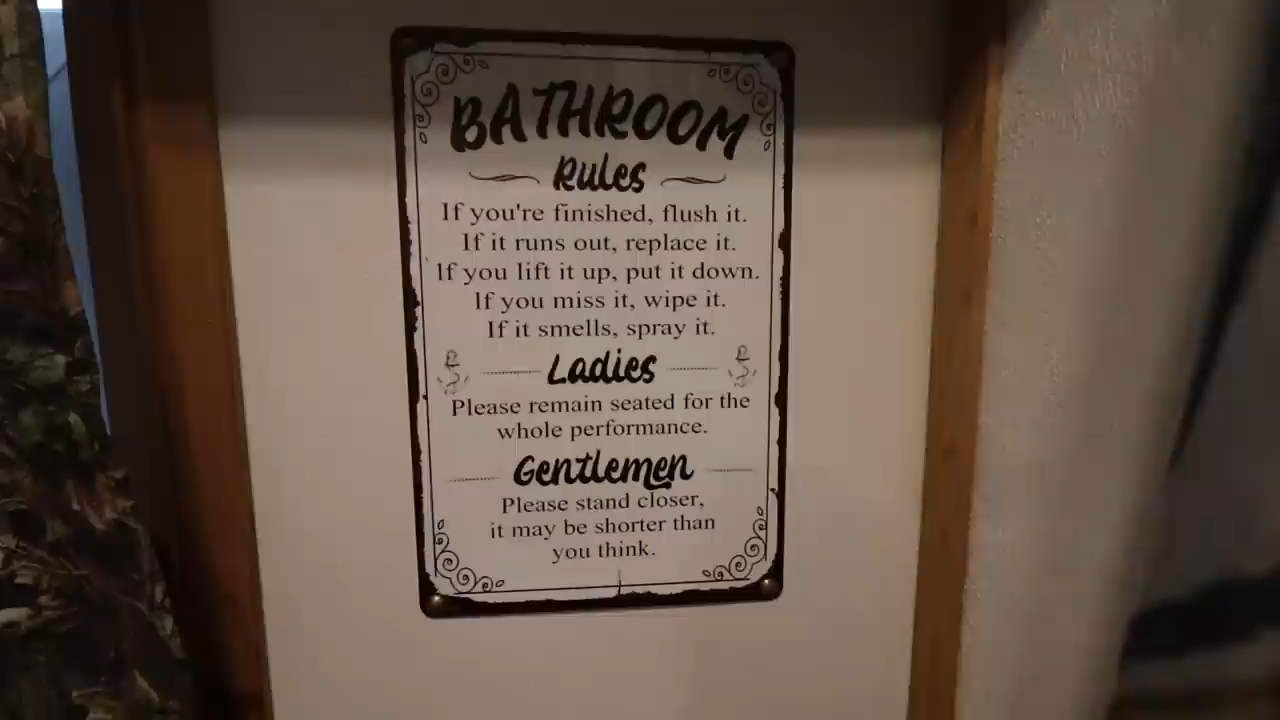 BATHROOM
Rules
If you're finished, flush it.
If it runs out, replace it.
If you lift it up, put it down.
If you miss it, wipe it.
If it smells, spray it.
Ladies
Please remain seated for the
whole performance.
Gentlemen
Please stand closer,
it may be shorter than
you think.